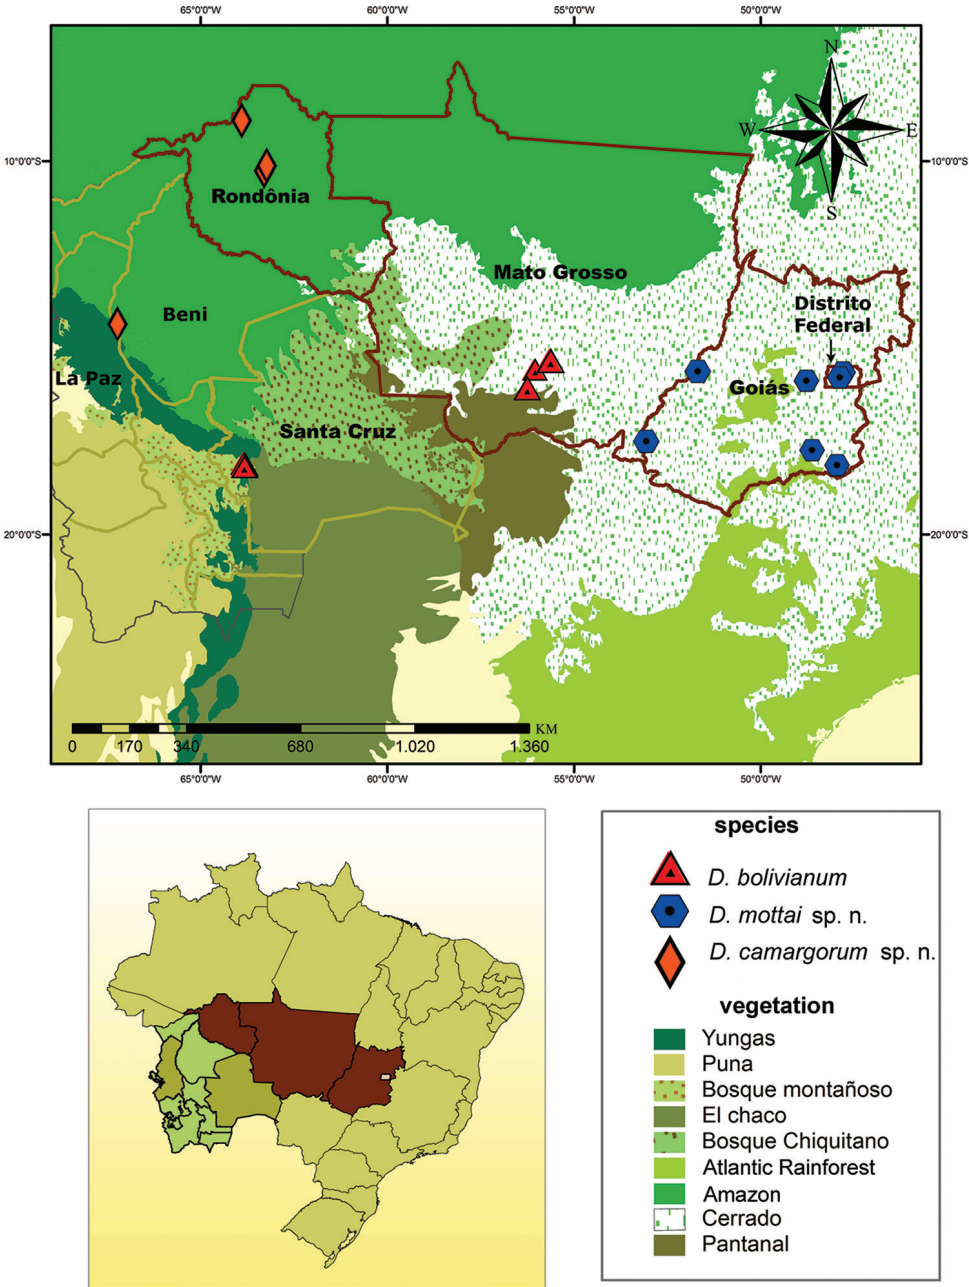 65°0'0"W 60°0'0"W 55°0'0"W 50°0'0"W
N
W E
S
10°0'0"S 10°0'0"S
Rondônia
Mato Grosso
Beni
Distrito
Federal
La Paz
Goiás
Santa Cruz
20°0'0"S 20°0'0"S
KM
0 170 340 680 1.020 1.360
65°0'0"W 60°0'0"W 55°0'0"W 50°0'0"W
species
D. bolivianum
D. mottai sp. n.
D. camargorum sp. n.
vegetation
Yungas
Puna
Bosque montañoso
El chaco
Bosque Chiquitano
Atlantic Rainforest
Amazon
Cerrado
Pantanal